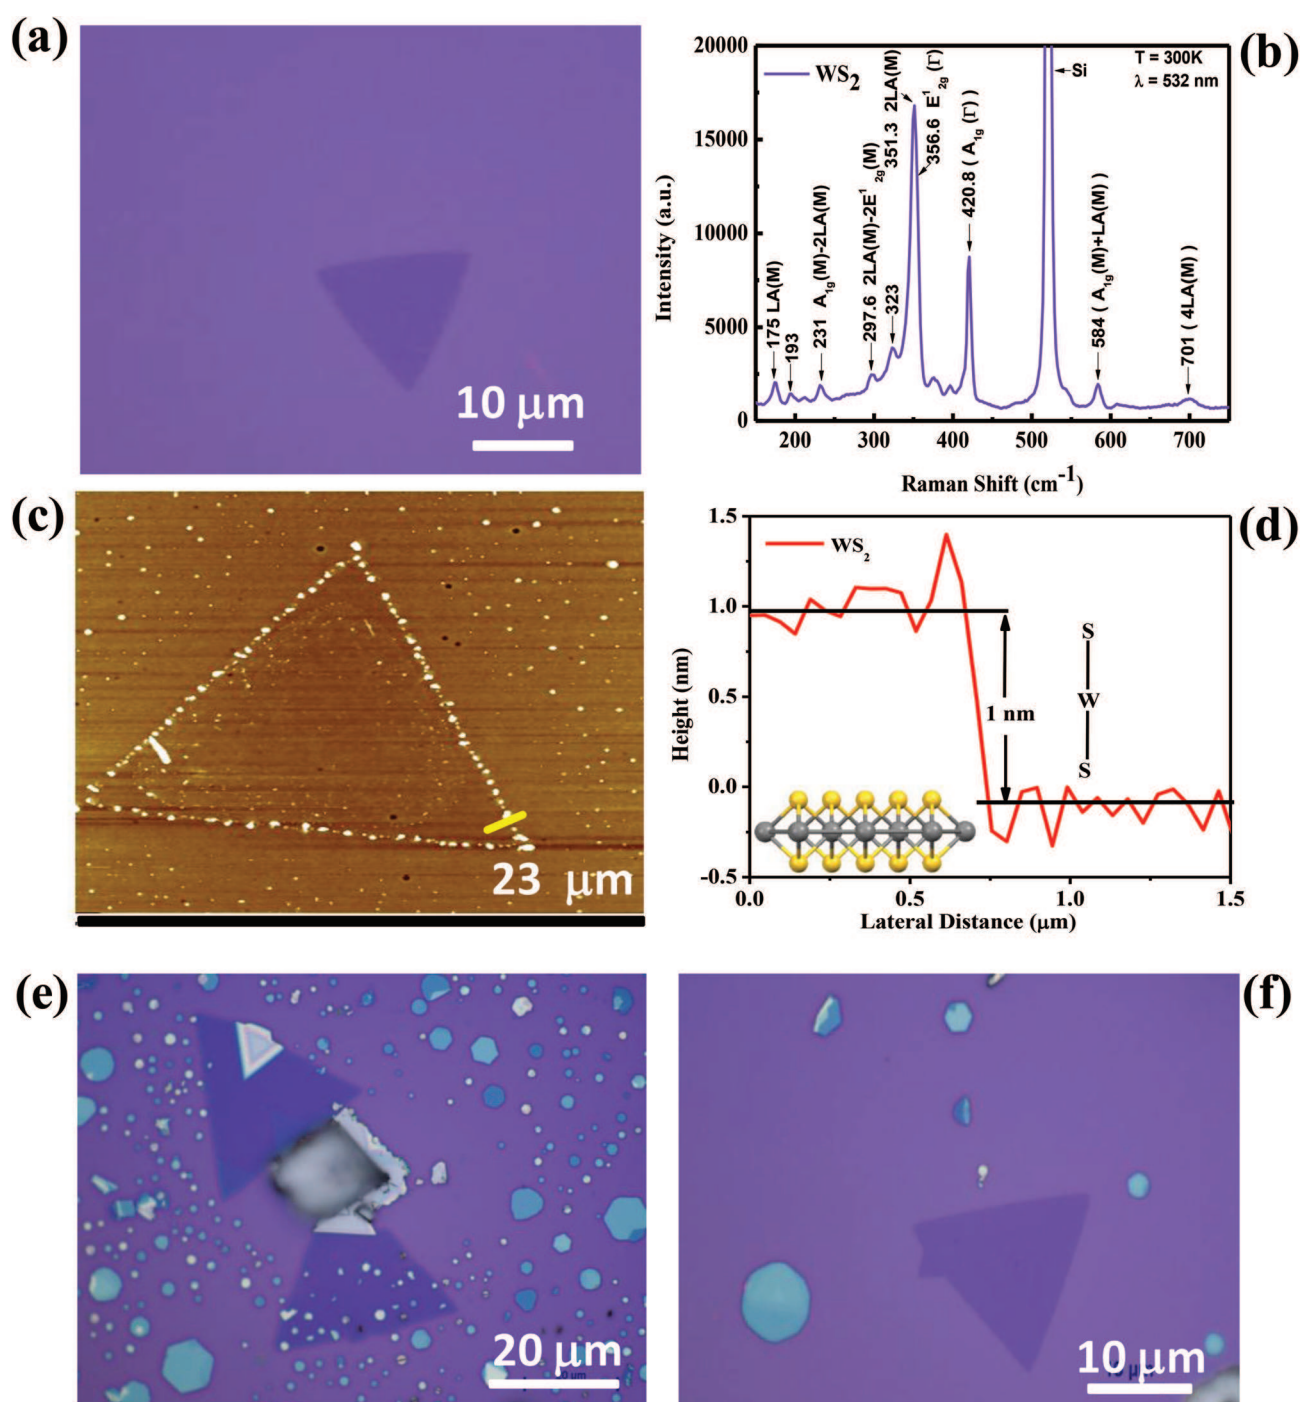 (a)
10 μm
(b)
20000
15000
10000
5000
0
Intensity (a.u.)
WS2
T = 300K
λ = 532 nm
175 LA(M)
193
231 A1g(M)-2LA(M)
297.6 2LA(M)-2E12g(M)
323
351.3 2LA(M)
356.6 E12g (Γ)
420.8 ( A1g (Γ) )
Si
584 ( A1g(M)+LA(M) )
701 ( 4LA(M) )
200 300 400 500 600 700
Raman Shift (cm-1)
(c)
23 μm
(d)
1.5
1.0
0.5
0.0
-0.5
Height (nm)
WS2
1 nm
S
W
S
0.0 0.5 1.0 1.5
Lateral Distance (μm)
(e)
20 μm
(f)
10 μm